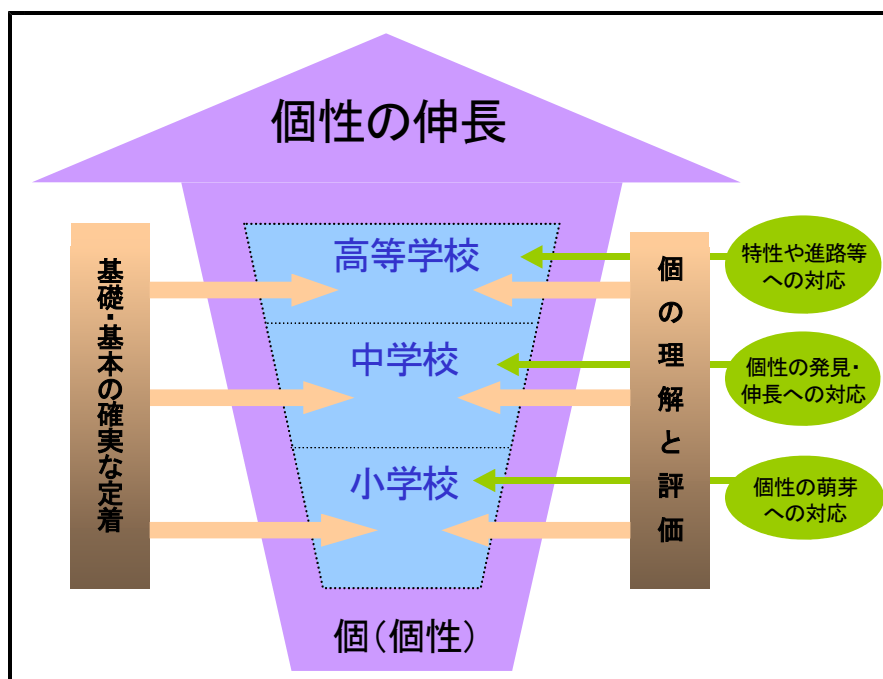 個性の伸長
高等学校
中学校
小学校
個(個性)
基礎・基本の確実な定着
個の理解と評価
特性や進路等
への対応
個性の発見・
伸長への対応
個性の萌芽
への対応